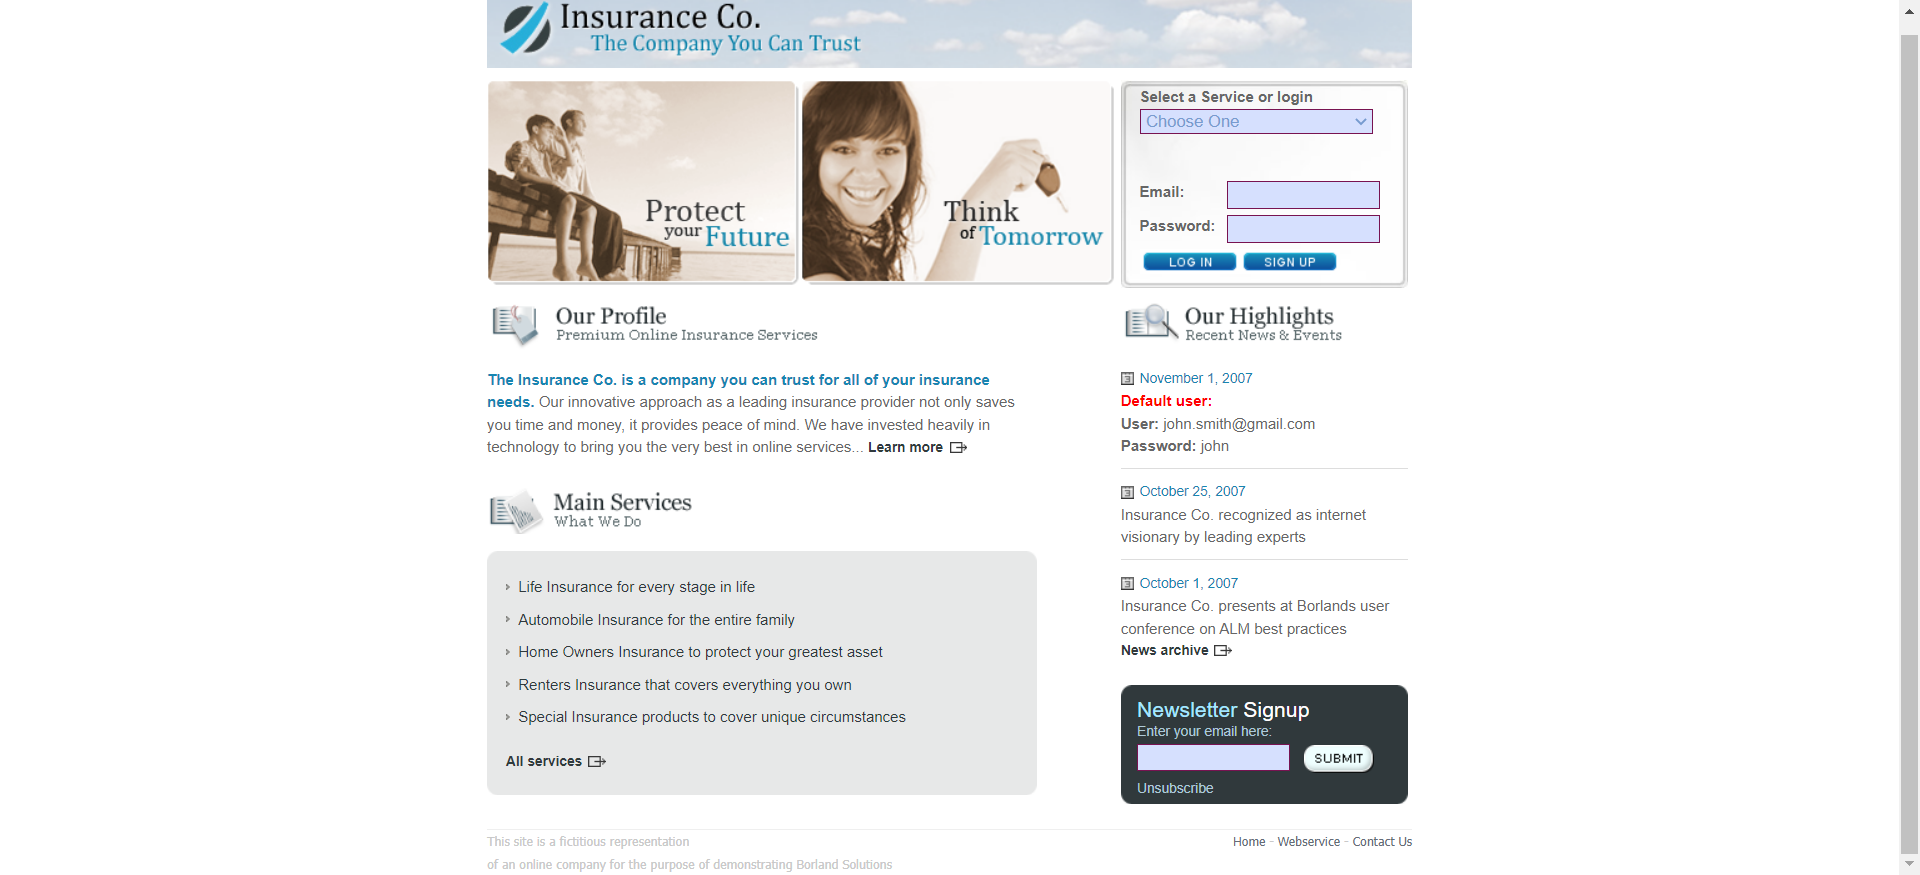 Insurance Co.
The Company You Can Trust
Protect
your Future
Think
of Tomorrow
Select a Service or login
Choose One
Email:
Password:
LOG IN
SIGN UP
Our Profile
Premium Online Insurance Services
The Insurance Co. is a company you can trust for all of your insurance
needs. Our innovative approach as a leading insurance provider not only saves
you time and money, it provides peace of mind. We have invested heavily in
technology to bring you the very best in online services... Learn more
Main Services
What We Do
Life Insurance for every stage in life
Automobile Insurance for the entire family
Home Owners Insurance to protect your greatest asset
Renters Insurance that covers everything you own
Special Insurance products to cover unique circumstances
All services
Our Highlights
Recent News & Events
November 1, 2007
Default user:
User: john.smith@gmail.com
Password: john
October 25, 2007
Insurance Co. recognized as internet
visionary by leading experts
October 1, 2007
Insurance Co. presents at Borlands user
conference on ALM best practices
News archive
Newsletter Signup
Enter your email here:
SUBMIT
Unsubscribe
This site is a fictitious representation
of an online company for the purpose of demonstrating Borland Solutions
Home - Webservice - Contact Us